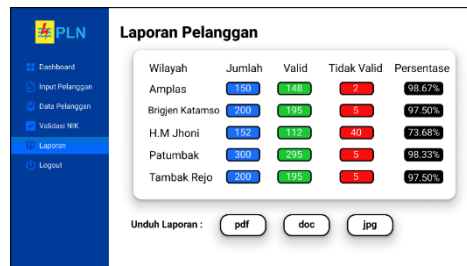 PLN
Dashboard
Input Pelanggan
Data Pelanggan
Validasi NIK
Laporan
Logout
Laporan Pelanggan
Wilayah Jumlah Valid Tidak Valid Persentase
Amplas 150 148 2 98.67%
Brigjen Katamso 200 195 5 97.50%
H.M Jhoni 152 112 40 73.68%
Patumbak 300 295 5 98.33%
Tambak Rejo 200 195 5 97.50%
Unduh Laporan : pdf doc jpg